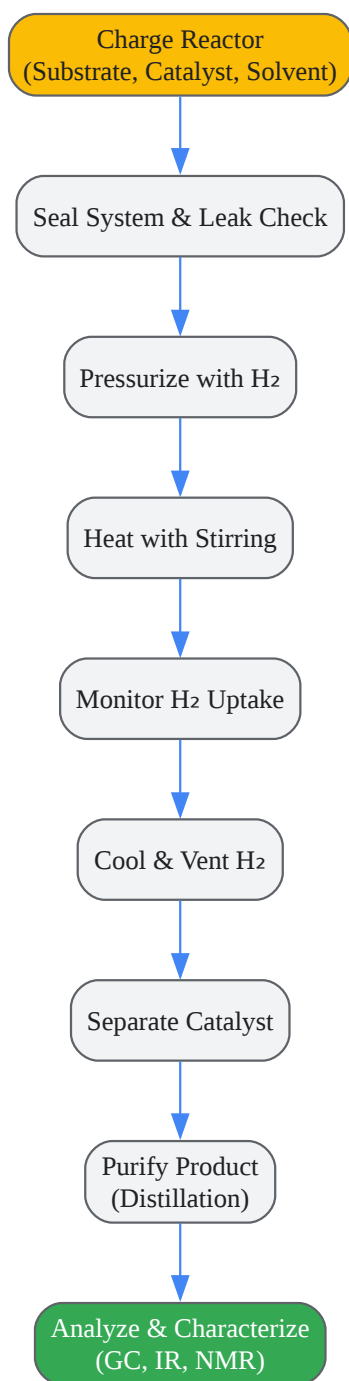 Charge Reactor
(Substrate, Catalyst, Solvent)
Seal System & Leak Check
Pressurize with H₂
Heat with Stirring
Monitor H₂ Uptake
Cool & Vent H₂
Separate Catalyst
Purify Product
(Distillation)
Analyze & Characterize
(GC, IR, NMR)